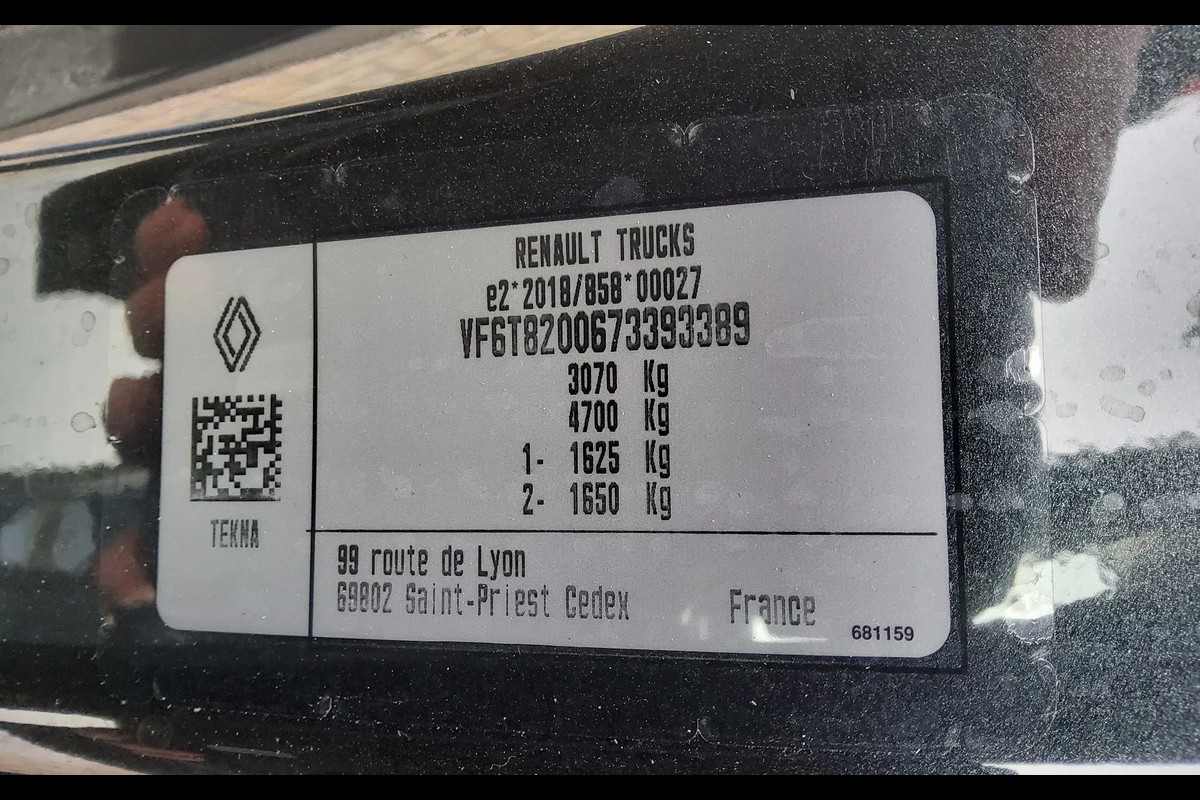 RENAULT TRUCKS
e2*2018/858*00027
VF6T8200673393389
3070 Kg
4700 Kg
1- 1625 Kg
2- 1650 Kg
TEKNA
99 route de Lyon
69802 Saint-Priest Cedex France
681159